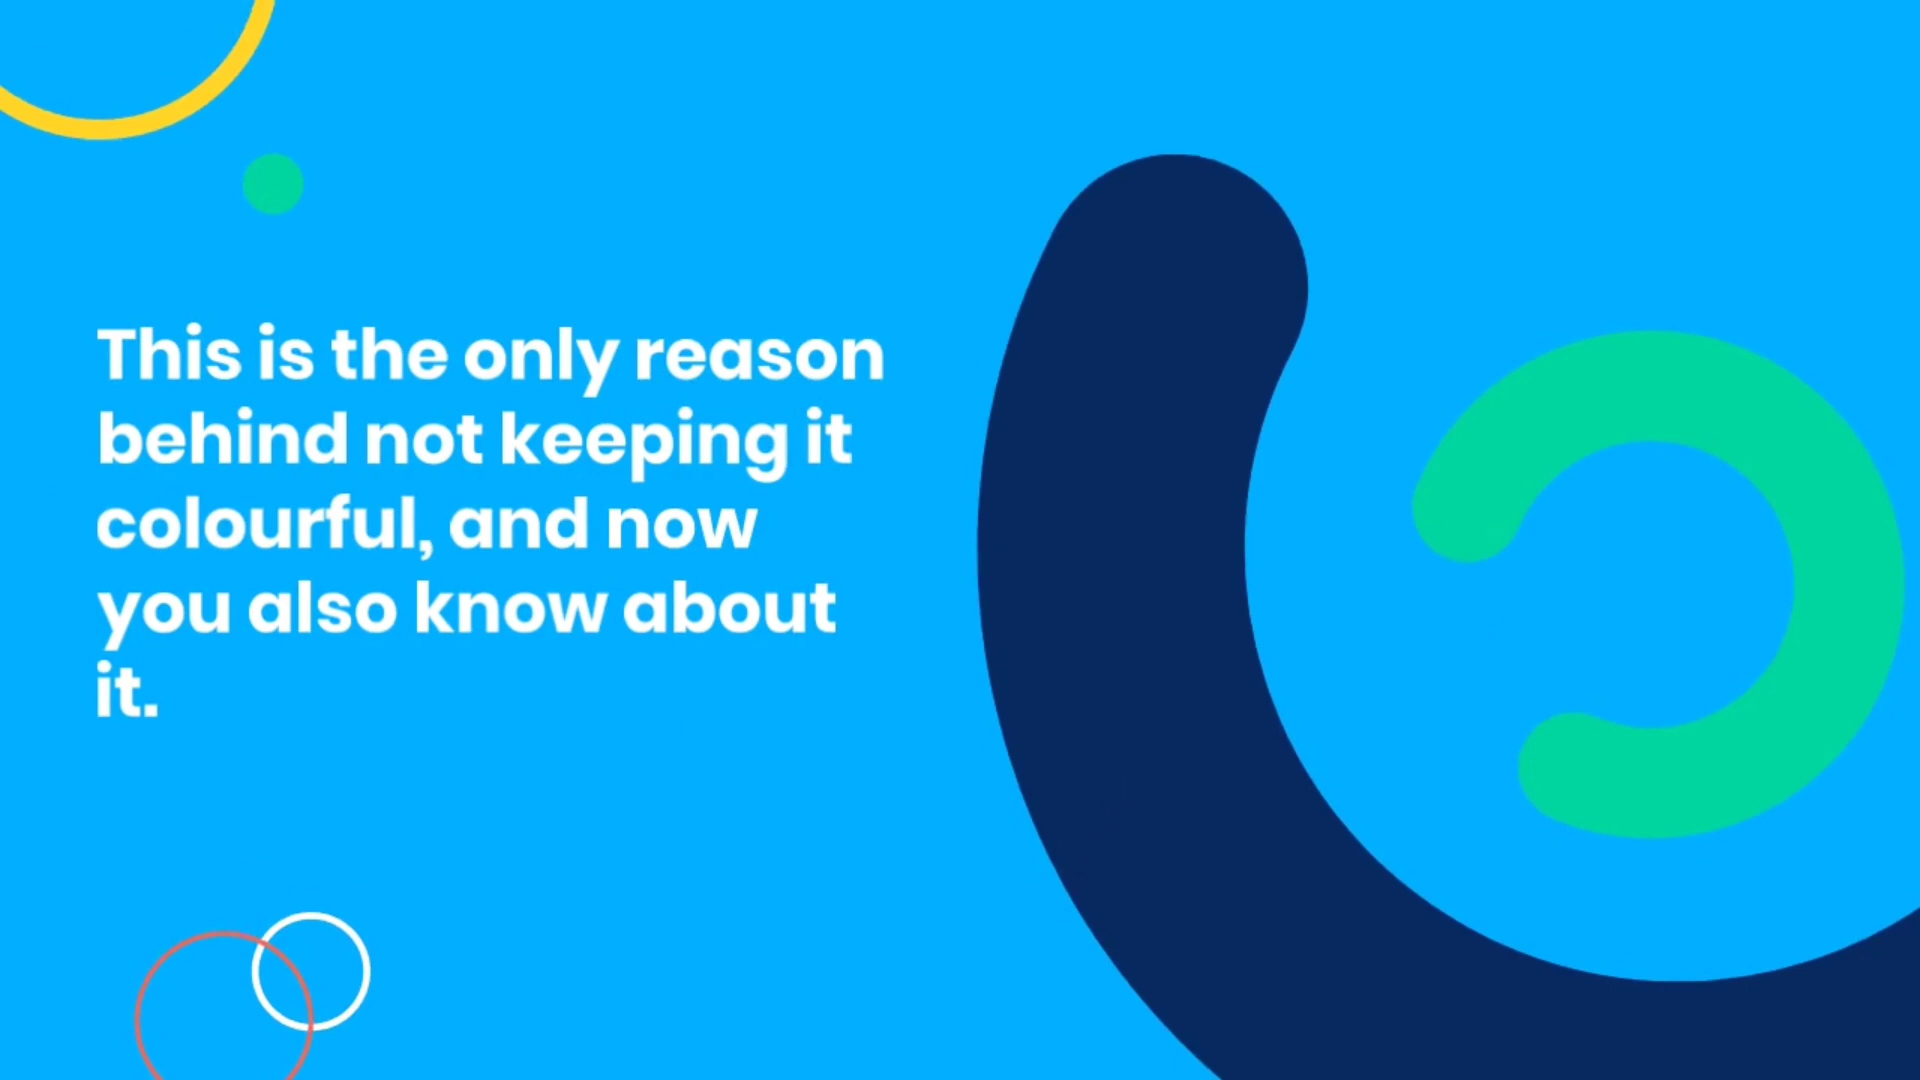 This is the only reason
behind not keeping it
colourful, and now
you also know about
it.